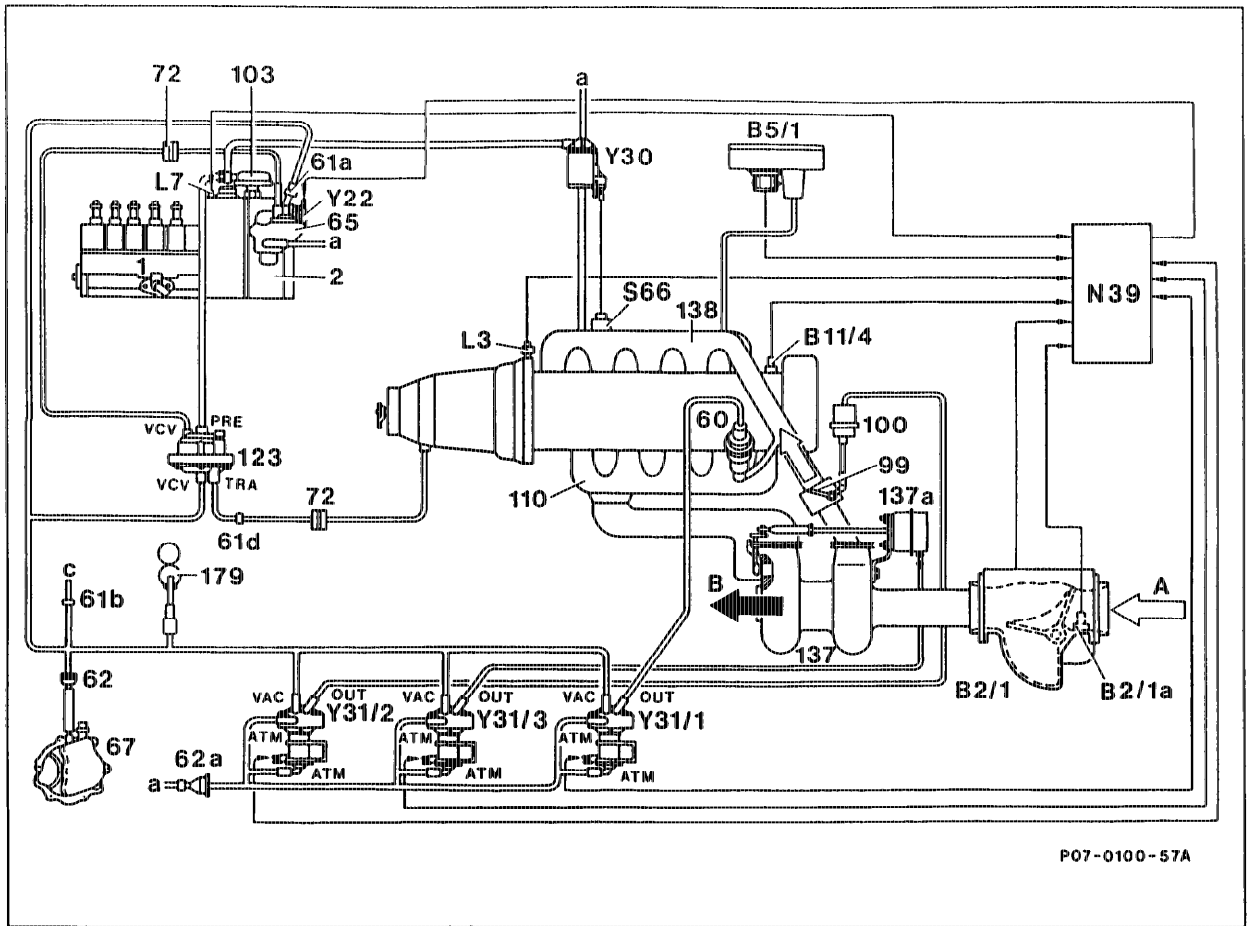 72
103
a
B5/1
Y30
61a
L7
Y22
65
a
1
2
N39
S66
138
L3
B11/4
VCV
PRE
60
100
123
99
VCV
TRA
72
110
137a
61d
179
C
61b
B
A
137
62
VAC
OUT
VAC
OUT
VAC
OUT
B2/1
B2/1a
Y31/2
Y31/3
Y31/1
67
ATM
ATM
ATM
62a
a
ATM
ATM
ATM
P07-0100-57A